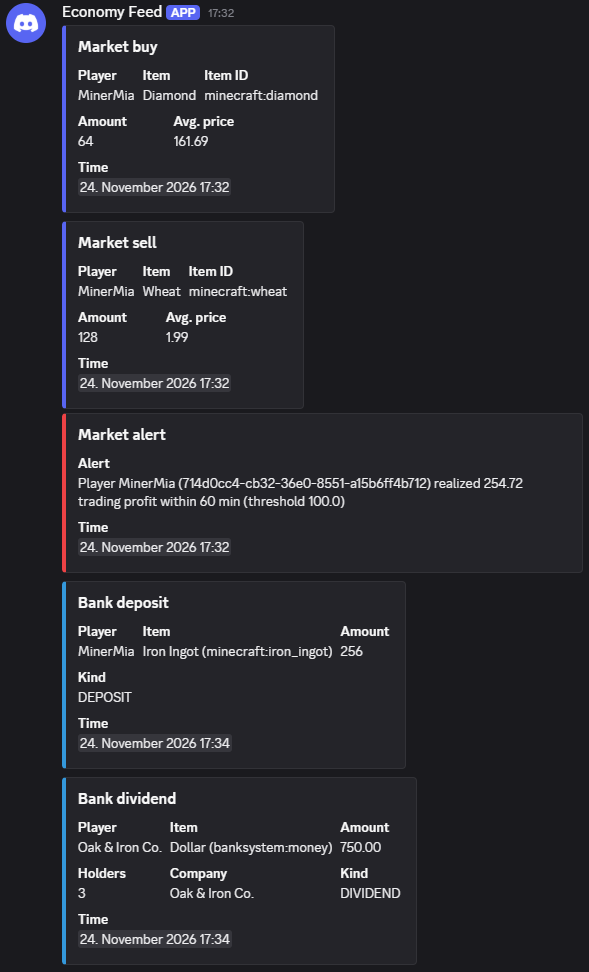 Economy Feed APP 17:32
Market buy
Player Item Item ID
MinerMia Diamond minecraft:diamond
Amount Avg. price
64 161.69
Time
24. November 2026 17:32
Market sell
Player Item Item ID
MinerMia Wheat minecraft:wheat
Amount Avg. price
128 1.99
Time
24. November 2026 17:32
Market alert
Alert
Player MinerMia (714d0cc4-cb32-36e0-8551-a15b6ff4b712) realized 254.72
trading profit within 60 min (threshold 100.0)
Time
24. November 2026 17:32
Bank deposit
Player Item Amount
MinerMia Iron Ingot (minecraft:iron_ingot) 256
Kind
DEPOSIT
Time
24. November 2026 17:34
Bank dividend
Player Item Amount
Oak & Iron Co. Dollar (banksystem:money) 750.00
Holders Company Kind
3 Oak & Iron Co. DIVIDEND
Time
24. November 2026 17:34